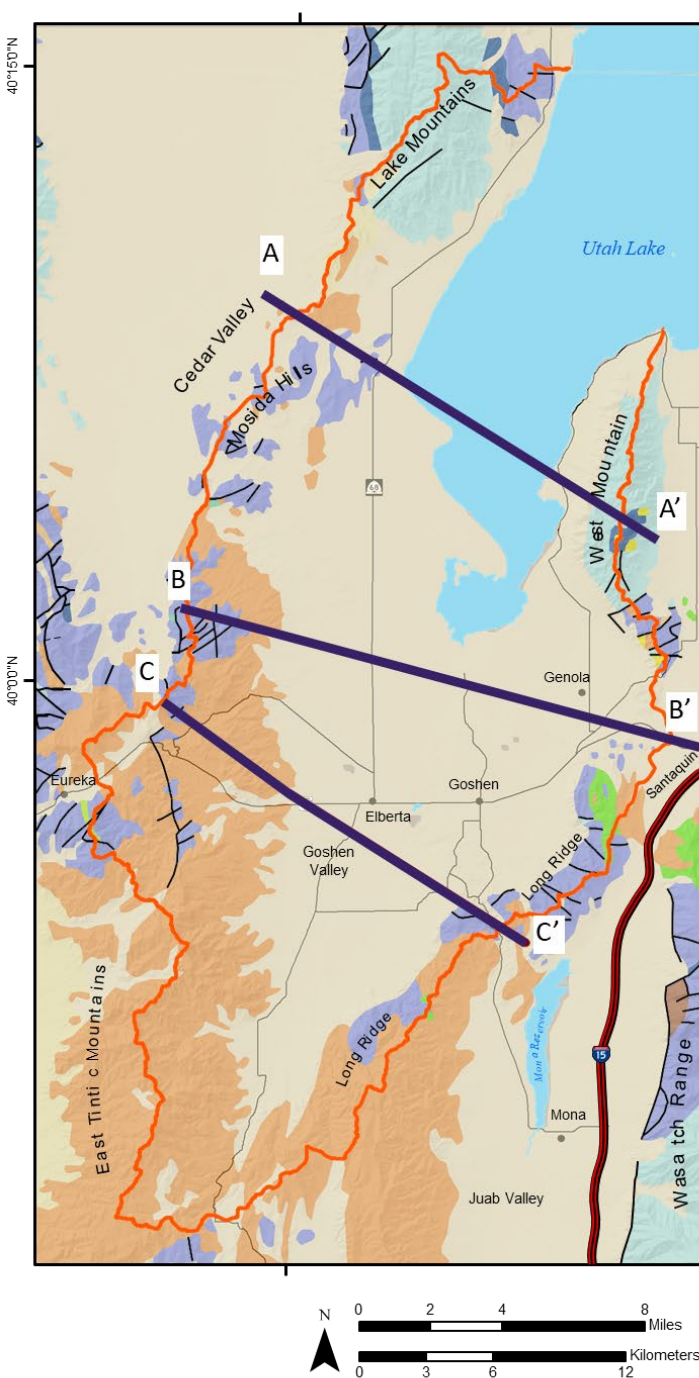 40°15'0"N
Lake Mountains
Utah Lake
A
Cedar Valley
Mosida Hills
West Mountain
68
A'
B
40°0'0"N
C
Genola
B'
Santaquin
Eureka
Elberta
Goshen
Goshen
Valley
Long Ridge
C'
East Tintic Mountains
Long Ridge
Mona Reservoir
15
Mona
Wasatch Range
Juab Valley
N
0 2 4 8
Miles
Kilometers
0 3 6 12